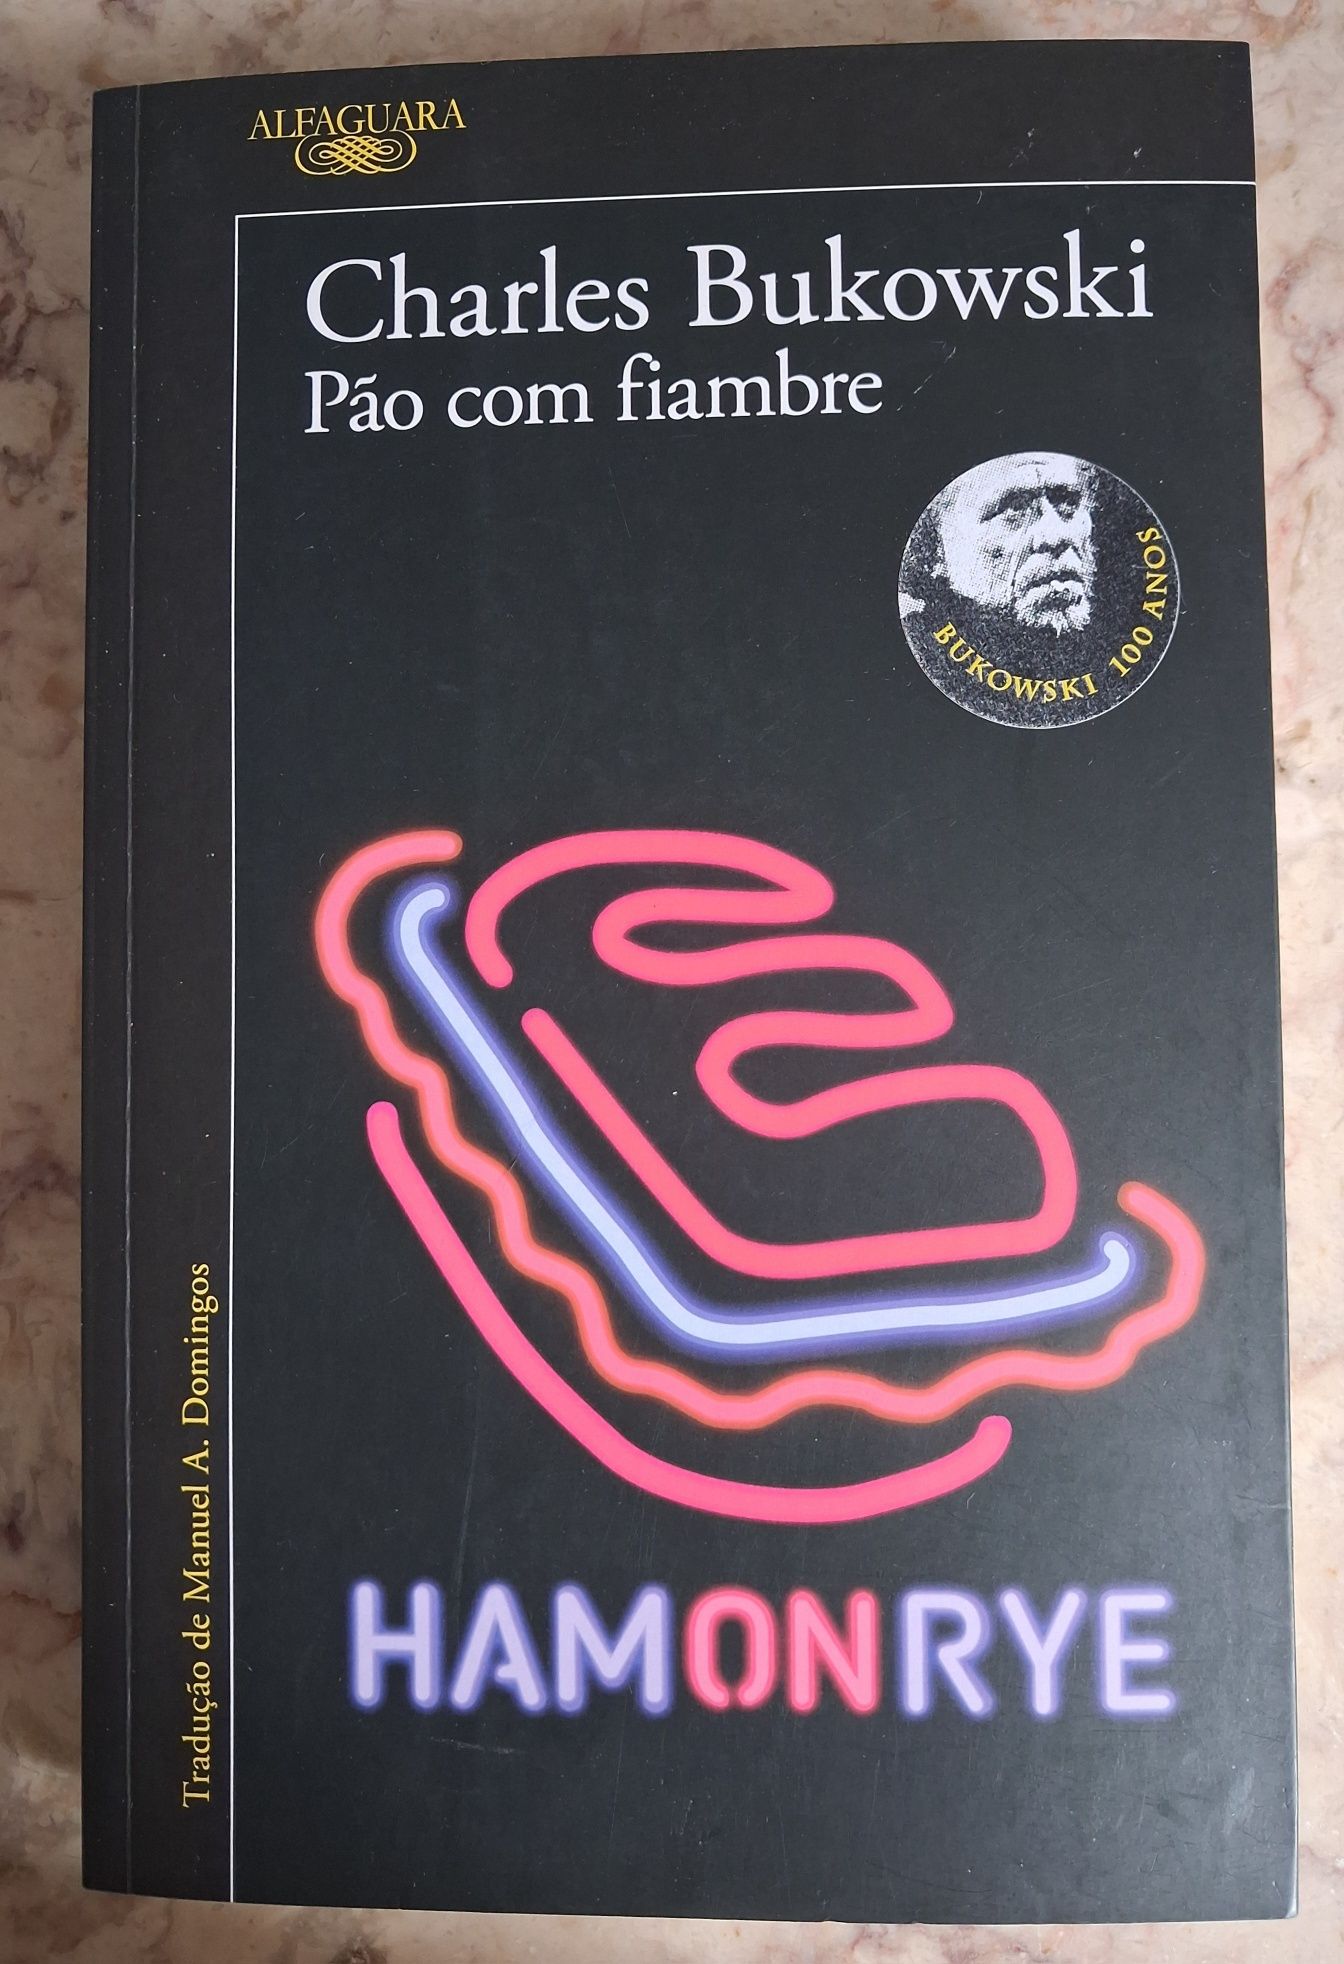 ALFAGUARA
Charles Bukowski
Pão com fiambre
BUKOWSKI 100 ANOS
HAMONRYE
Tradução de Manuel A. Domingos